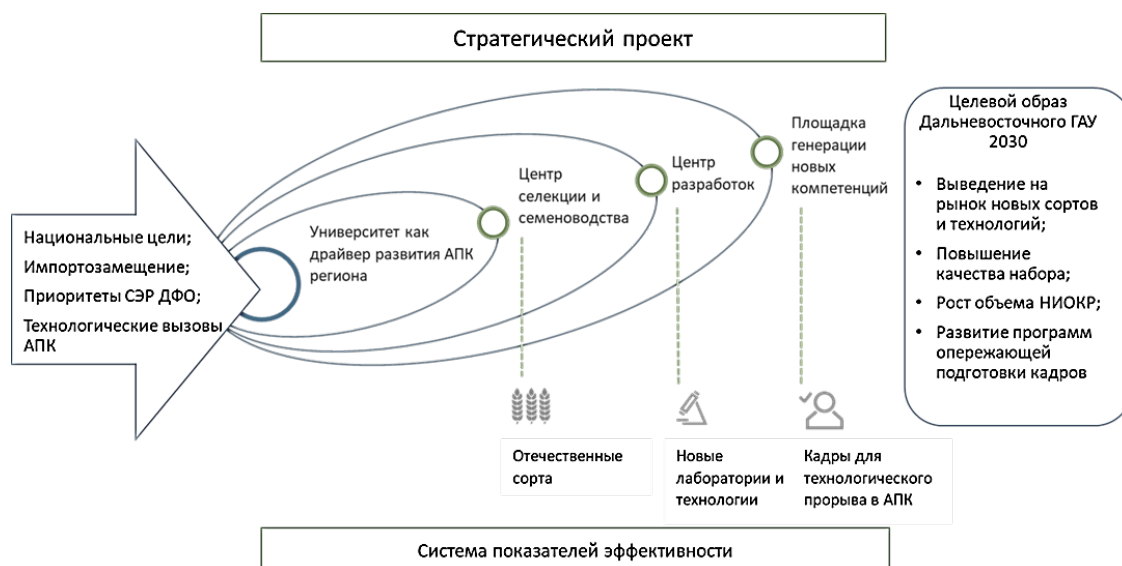 Стратегический проект
Национальные цели;
Импортозамещение;
Приоритеты СЭР ДФО;
Технологические вызовы
АПК
Университет как
драйвер развития АПК
региона
Центр
селекции и
семеноводства
Центр
разработок
Площадка
генерации
новых
компетенций
Отечественные
сорта
Новые
лаборатории и
технологии
Кадры для
технологического
прорыва в АПК
Целевой образ
Дальневосточного ГАУ
2030
• Выведение на
рынок новых сортов
и технологий;
• Повышение
качества набора;
• Рост объема НИОКР;
• Развитие программ
опережающей
подготовки кадров
Система показателей эффективности